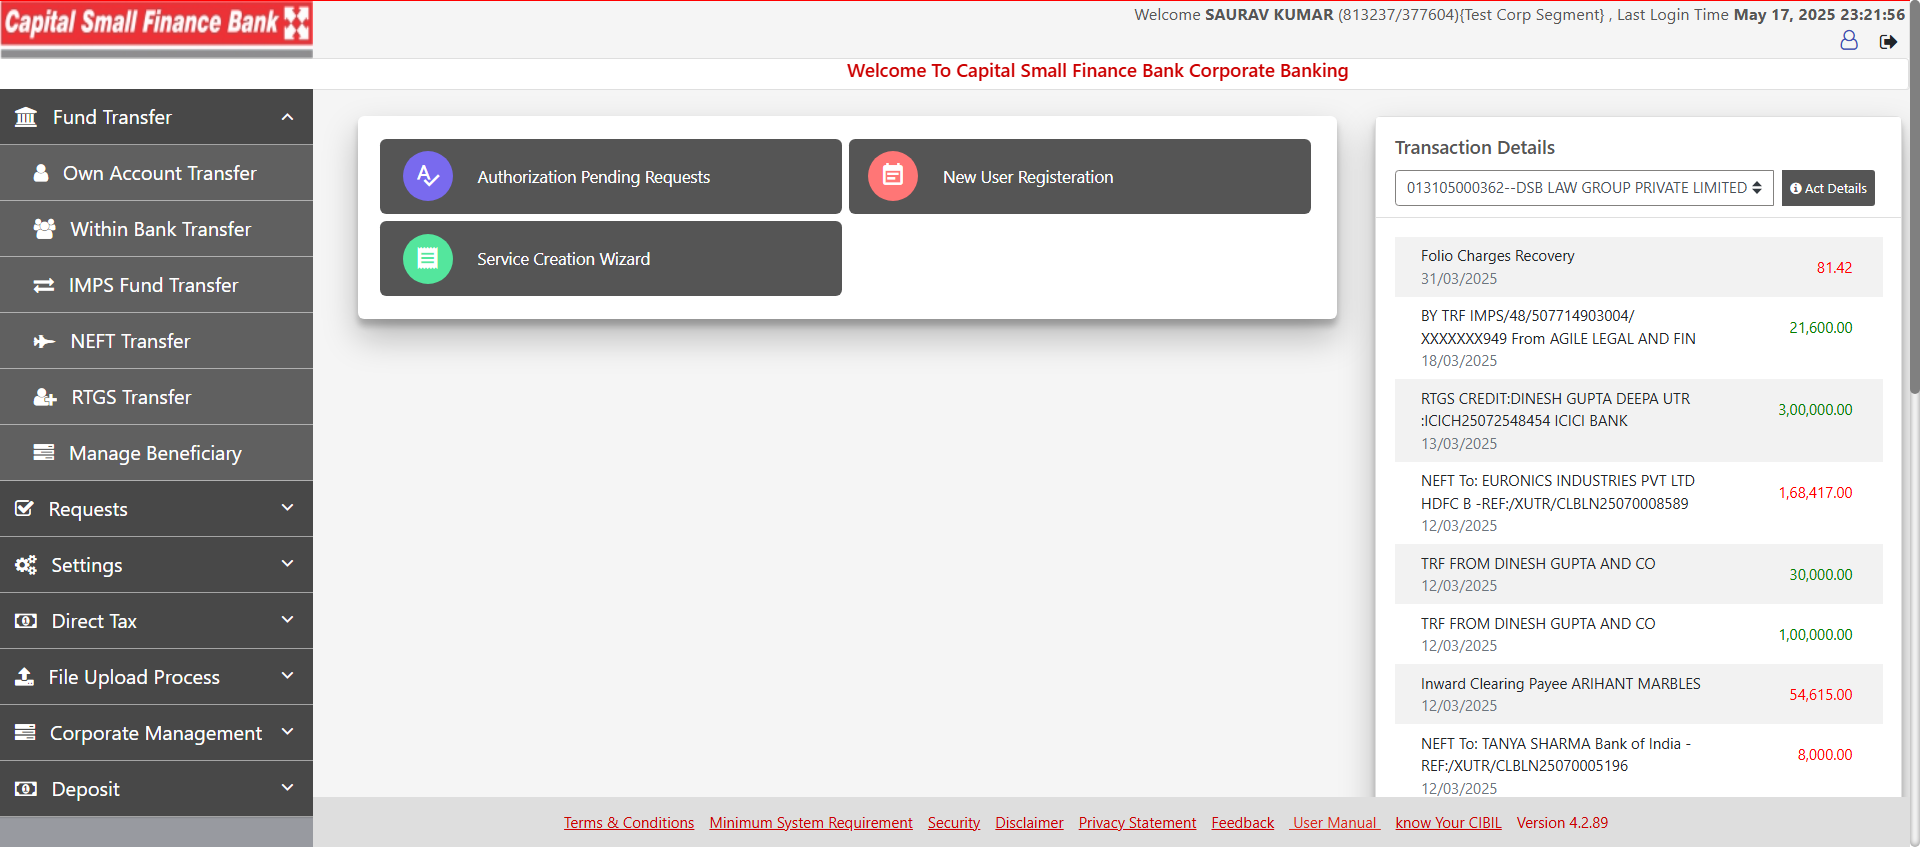 Capital Small Finance Bank
Welcome SAURAV KUMAR (813237/377604){Test Corp Segment} , Last Login Time May 17, 2025 23:21:56
Welcome To Capital Small Finance Bank Corporate Banking
Fund Transfer
Own Account Transfer
Within Bank Transfer
IMPS Fund Transfer
NEFT Transfer
RTGS Transfer
Manage Beneficiary
Requests
Settings
Direct Tax
File Upload Process
Corporate Management
Deposit
Authorization Pending Requests
New User Registeration
Service Creation Wizard
Transaction Details
013105000362--DSB LAW GROUP PRIVATE LIMITED
Act Details
Folio Charges Recovery
31/03/2025
81.42
BY TRF IMPS/48/507714903004/
XXXXXXX949 From AGILE LEGAL AND FIN
18/03/2025
21,600.00
RTGS CREDIT:DINESH GUPTA DEEPA UTR
:ICICH25072548454 ICICI BANK
13/03/2025
3,00,000.00
NEFT To: EURONICS INDUSTRIES PVT LTD
HDFC B -REF:/XUTR/CLBLN25070008589
12/03/2025
1,68,417.00
TRF FROM DINESH GUPTA AND CO
12/03/2025
30,000.00
TRF FROM DINESH GUPTA AND CO
12/03/2025
1,00,000.00
Inward Clearing Payee ARIHANT MARBLES
12/03/2025
54,615.00
NEFT To: TANYA SHARMA Bank of India -
REF:/XUTR/CLBLN25070005196
12/03/2025
8,000.00
Terms & Conditions Minimum System Requirement Security Disclaimer Privacy Statement Feedback User Manual know Your CIBIL Version 4.2.89